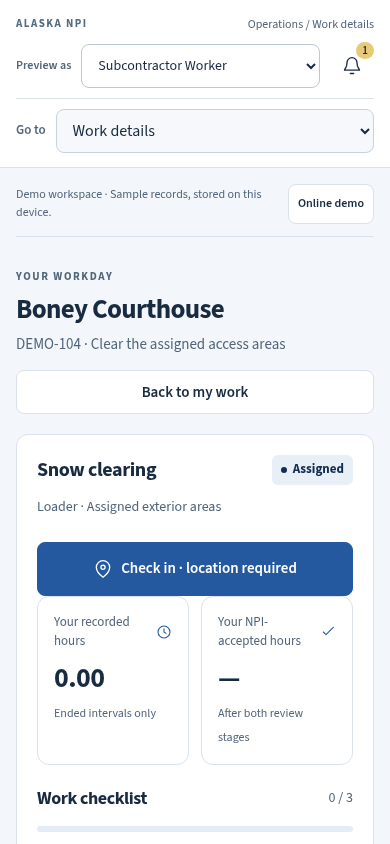 ALASKA NPI
Operations / Work details
Preview as
Subcontractor Worker
1
Go to
Work details
Demo workspace · Sample records, stored on this
device.
Online demo
YOUR WORKDAY
Boney Courthouse
DEMO-104 · Clear the assigned access areas
Back to my work
Snow clearing
Assigned
Loader · Assigned exterior areas
Check in · location required
Your recorded
hours
0.00
Ended intervals only
Your NPI-
accepted hours
—
After both review
stages
Work checklist
0 / 3